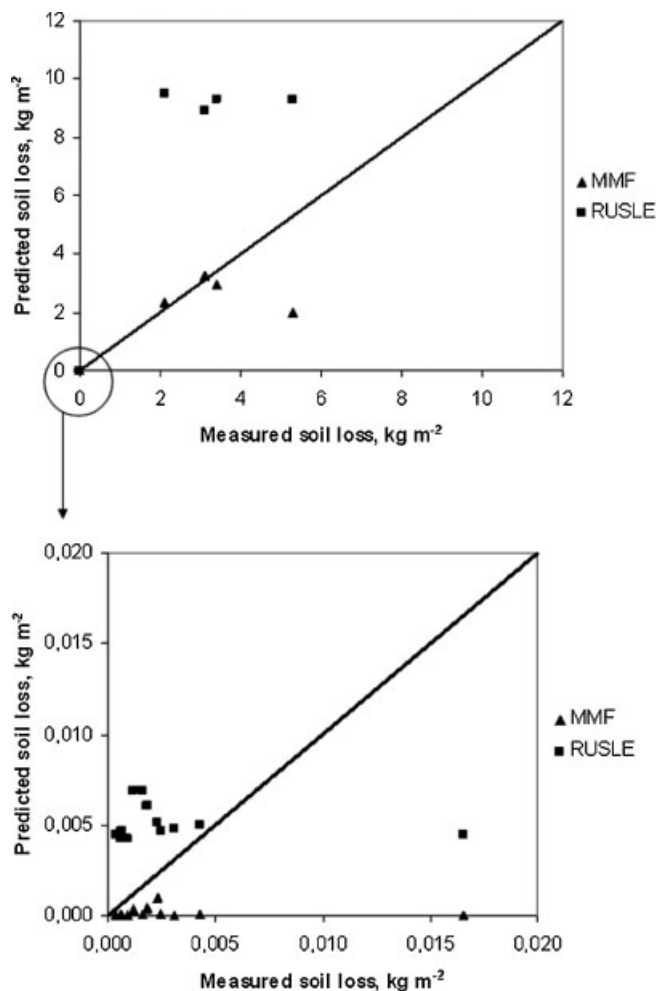 12
10
8
6
4
2
0
Predicted soil loss, kg m⁻²
0 2 4 6 8 10 12
Measured soil loss, kg m⁻²
▲MMF
■ RUSLE
0,020
0,015
0,010
0,005
0,000
Predicted soil loss, kg m⁻²
0,000 0,005 0,010 0,015 0,020
Measured soil loss, kg m⁻²
▲MMF
■ RUSLE